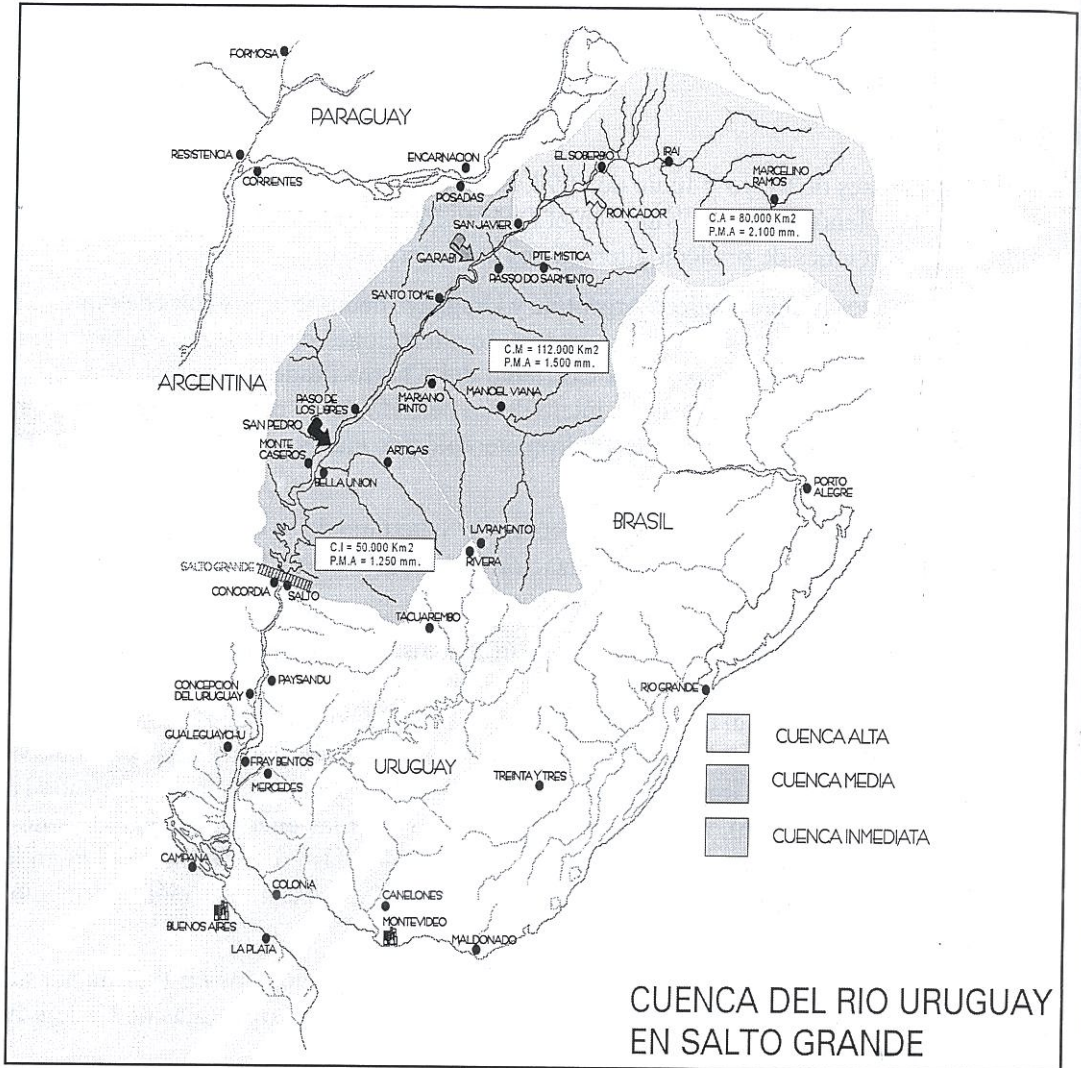 FORMOSA
PARAGUAY
RESISTENCIA
CORRIENTES
ENCARNACION
POSADAS
EL SOBERBIO
IRAI
MARCELINO
RAMOS
RONCADOR
SAN JAVIER
C.A = 80.000 Km2
P.M.A = 2.100 mm.
GARABI
PTE. MISTICA
PASSO DO SARMENTO
SANTO TOME
C.M = 112.000 Km2
P.M.A = 1.500 mm.
ARGENTINA
PASO DE
LOS LIBRES
MARIANO
PINTO
MANOEL VIANA
SAN PEDRO
MONTE
CASEROS
ARTIGAS
BELLA UNION
PORTO
ALEGRE
BRASIL
LIVRAMENTO
RIVERA
C.I = 50.000 Km2
P.M.A = 1.250 mm.
SALTO GRANDE
CONCORDIA
SALTO
TACUAREMBO
PAYSANDU
CONCEPCION
DEL URUGUAY
RIO GRANDE
GUALEGUAYCHU
FRAY BENTOS
MERCEDES
URUGUAY
TREINTA Y TRES
CUENCA ALTA
CUENCA MEDIA
CUENCA INMEDIATA
CAMPANA
COLONIA
CANELONES
MONTEVIDEO
BUENOS AIRES
LA PLATA
MALDONADO
CUENCA DEL RIO URUGUAY
EN SALTO GRANDE